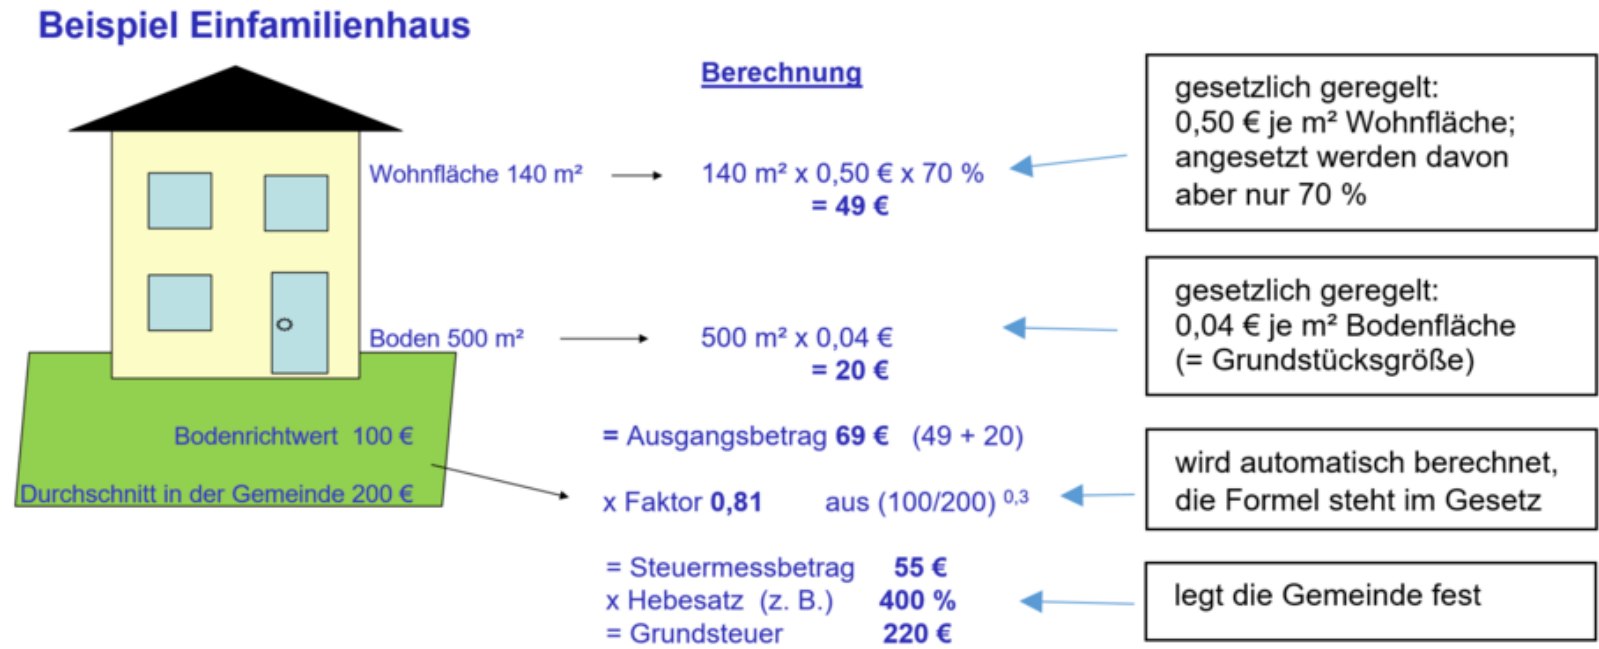 Beispiel Einfamilienhaus
Berechnung
Wohnfläche 140 m²
140 m² x 0,50 € x 70 %
= 49 €
gesetzlich geregelt:
0,50 € je m² Wohnfläche;
angesetzt werden davon
aber nur 70 %
Boden 500 m²
500 m² x 0,04 €
= 20 €
gesetzlich geregelt:
0,04 € je m² Bodenfläche
(= Grundstücksgröße)
Bodenrichtwert 100 €
Durchschnitt in der Gemeinde 200 €
= Ausgangsbetrag 69 € (49 + 20)
x Faktor 0,81 aus (100/200) ⁰,³
wird automatisch berechnet,
die Formel steht im Gesetz
= Steuermessbetrag 55 €
x Hebesatz (z. B.) 400 %
= Grundsteuer 220 €
legt die Gemeinde fest